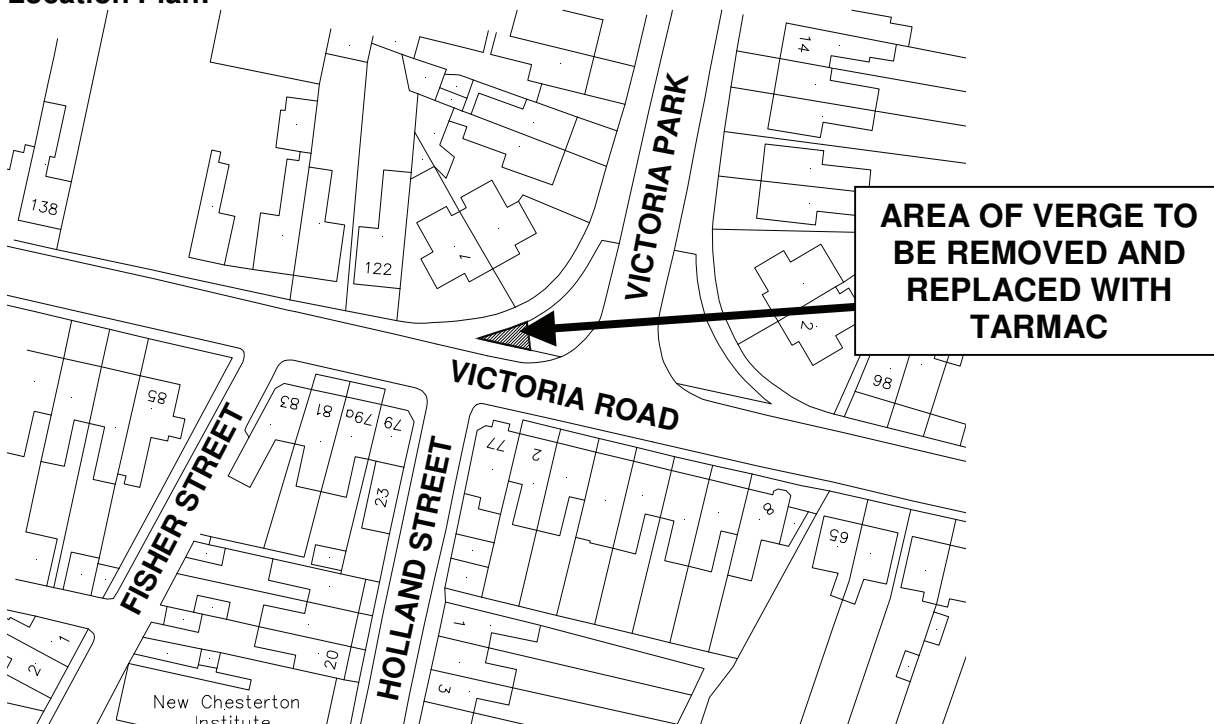 Location Plan:
14
VICTORIA PARK
138
122
1
AREA OF VERGE TO
BE REMOVED AND
REPLACED WITH
TARMAC
2
86
VICTORIA ROAD
85
83
81
79a
79
77
2
8
65
23
FISHER STREET
HOLLAND STREET
1
2
20
1
3
New Chesterton
Institute